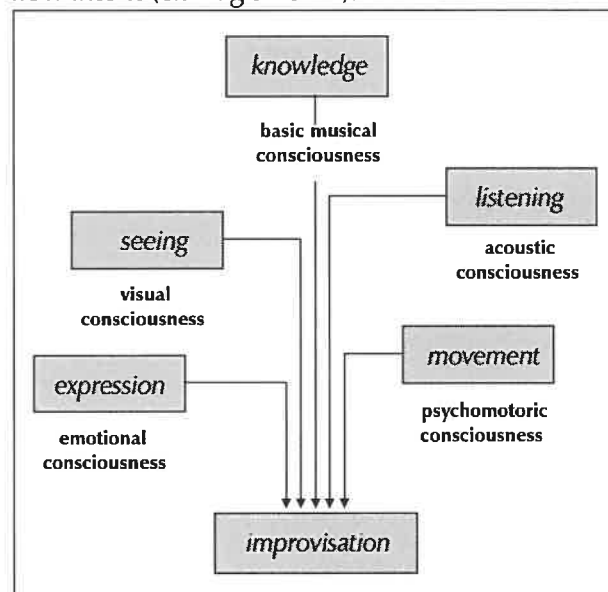 knowledge
basic musical
consciousness
listening
acoustic
consciousness
seeing
visual
consciousness
movement
psychomotoric
consciousness
expression
emotional
consciousness
improvisation